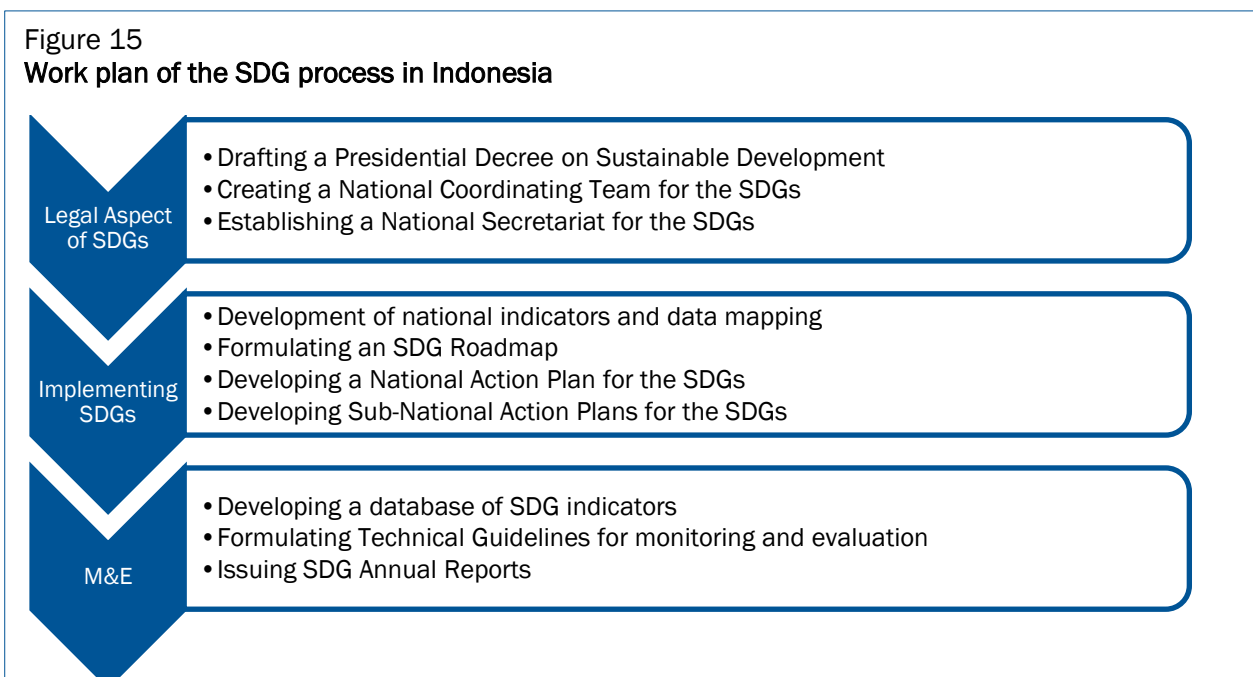 Figure 15
Work plan of the SDG process in Indonesia
Legal Aspect
of SDGs
• Drafting a Presidential Decree on Sustainable Development
• Creating a National Coordinating Team for the SDGs
• Establishing a National Secretariat for the SDGs
Implementing
SDGs
• Development of national indicators and data mapping
• Formulating an SDG Roadmap
• Developing a National Action Plan for the SDGs
• Developing Sub-National Action Plans for the SDGs
M&E
• Developing a database of SDG indicators
• Formulating Technical Guidelines for monitoring and evaluation
• Issuing SDG Annual Reports